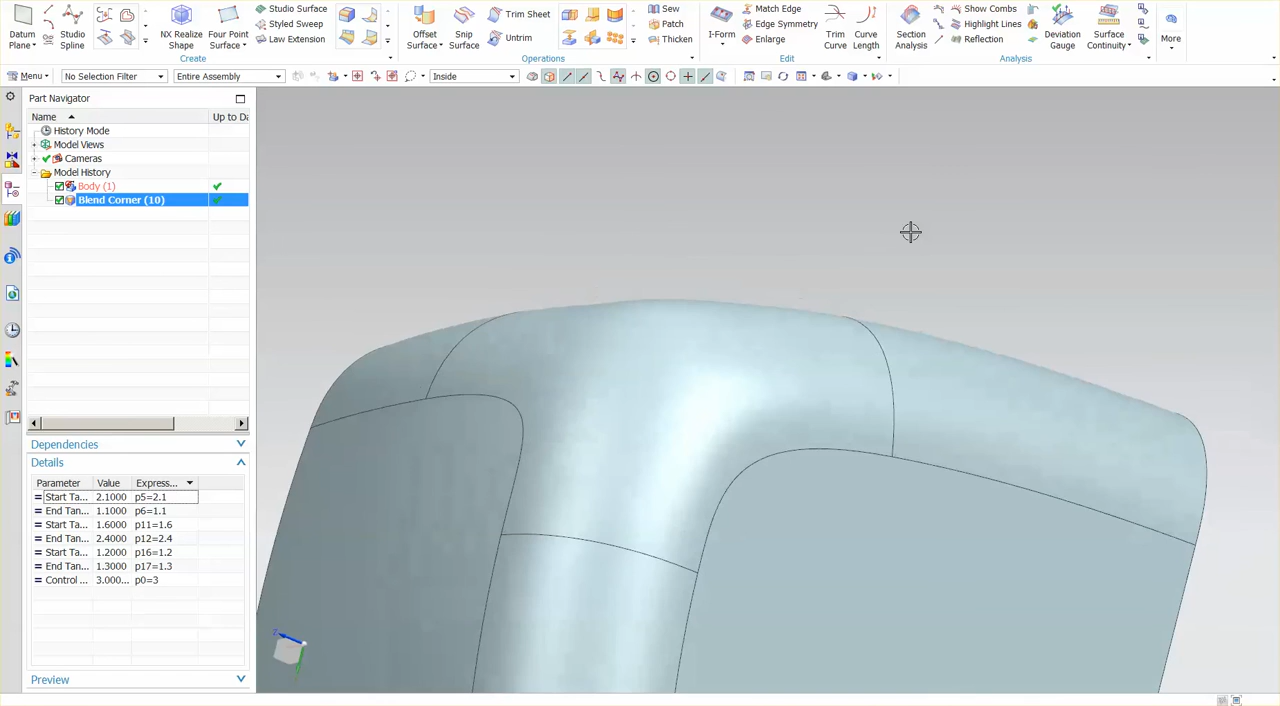 Datum
Plane
Studio
Spline
NX Realize
Shape
Four Point
Surface
Studio Surface
Styled Sweep
Law Extension
Create
Offset
Surface
Snip
Surface
Trim Sheet
Untrim
Sew
Patch
Thicken
Operations
I-Form
Match Edge
Edge Symmetry
Enlarge
Trim
Curve
Curve
Length
Edit
Section
Analysis
Show Combs
Highlight Lines
Reflection
Deviation
Gauge
Surface
Continuity
Analysis
More
Menu
No Selection Filter
Entire Assembly
Inside
Part Navigator
Name Up to Da
History Mode
Model Views
Cameras
Model History
Body (1)
Blend Corner (10)
Dependencies
Details
Parameter Value Express...
Start Ta... 2.1000 p5=2.1
End Tan... 1.1000 p6=1.1
Start Ta... 1.6000 p11=1.6
End Tan... 2.4000 p12=2.4
Start Ta... 1.2000 p16=1.2
End Tan... 1.3000 p17=1.3
Control ... 3.000... p0=3
Preview